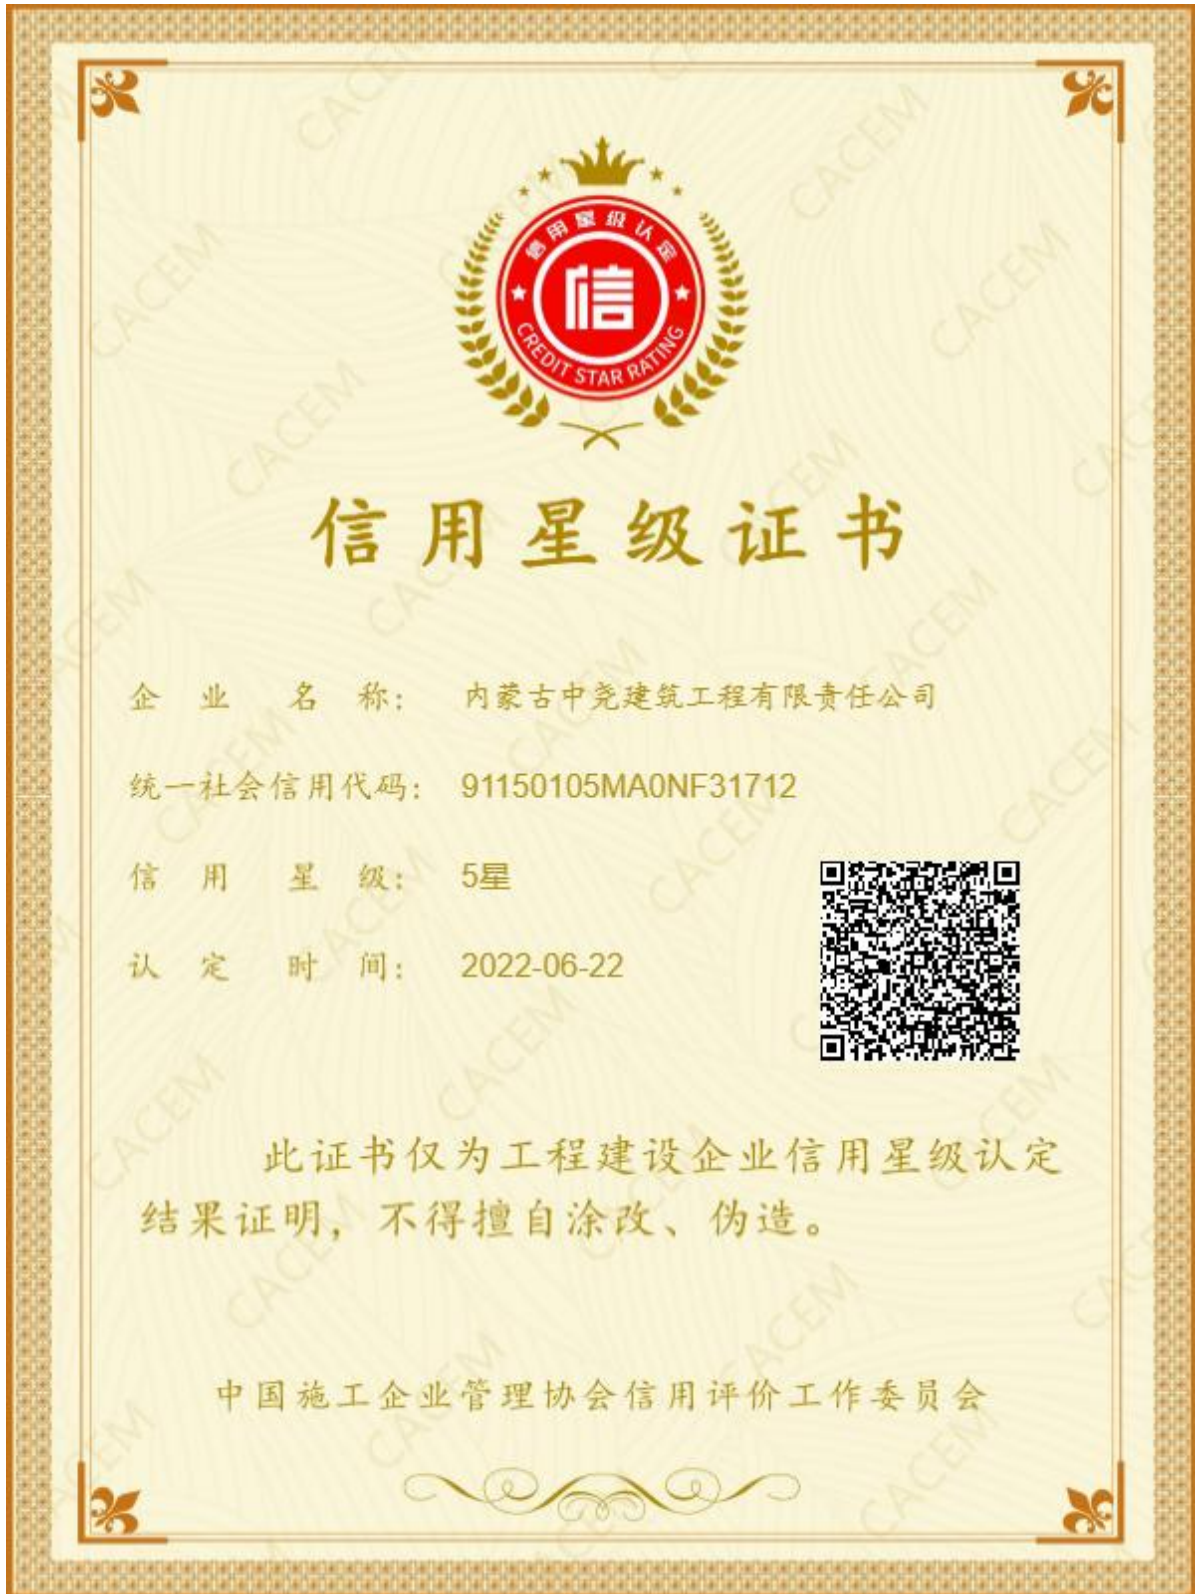 信用星级认定
信
CREDIT STAR RATING
信用星级证书
企业名称： 内蒙古中尧建筑工程有限责任公司
统一社会信用代码： 91150105MA0NF31712
信用星级： 5星
认定时间： 2022-06-22
此证书仅为工程建设企业信用星级认定
结果证明，不得擅自涂改、伪造。
中国施工企业管理协会信用评价工作委员会
CACEM